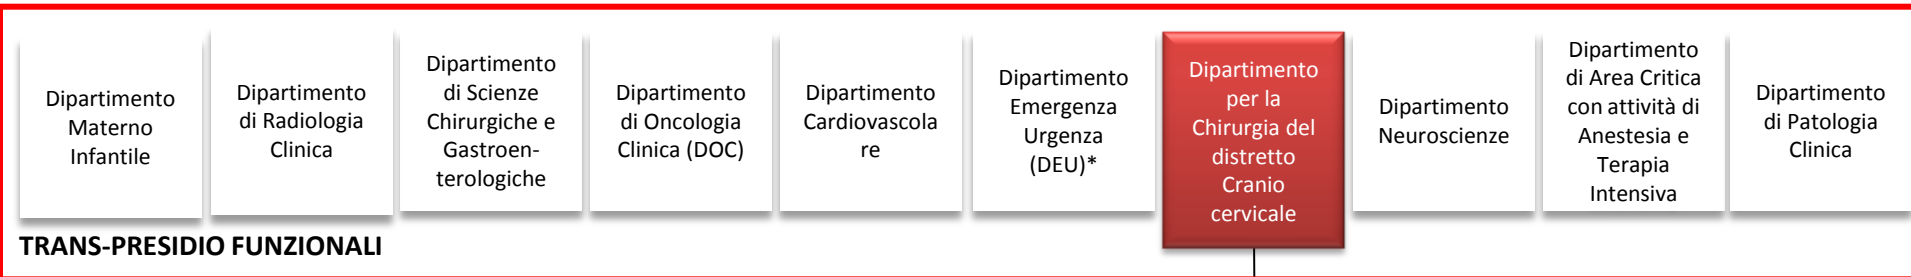 Dipartimento
Materno
Infantile
Dipartimento
di Radiologia
Clinica
Dipartimento
di Scienze
Chirurgiche e
Gastroen-
terologiche
Dipartimento
di Oncologia
Clinica (DOC)
Dipartimento
Cardiovascola
re
Dipartimento
Emergenza
Urgenza
(DEU)*
Dipartimento
per la
Chirurgia del
distretto
Cranio
cervicale
Dipartimento
Neuroscienze
Dipartimento
di Area Critica
con attività di
Anestesia e
Terapia
Intensiva
Dipartimento
di Patologia
Clinica
TRANS-PRESIDIO FUNZIONALI